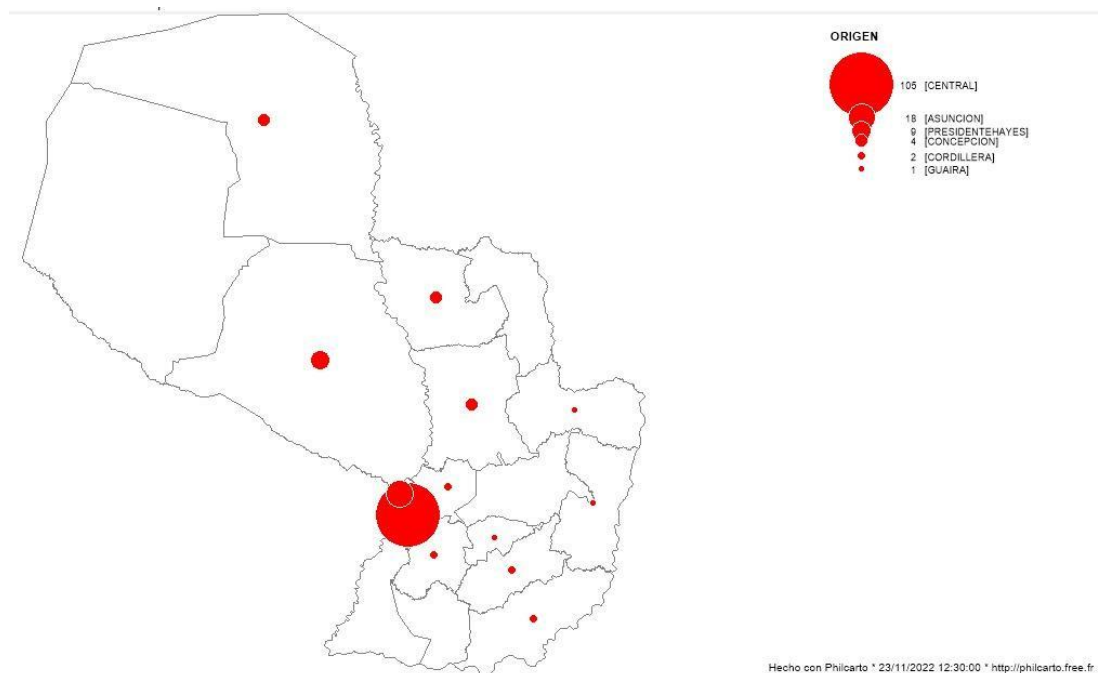 ORIGEN
105 [CENTRAL]
18 [ASUNCION]
9 [PRESIDENTEHAYES]
4 [CONCEPCION]
2 [CORDILLERA]
1 [GUAIRA]
Hecho con Philcarto * 23/11/2022 12:30:00 * http://philcarto.free.fr